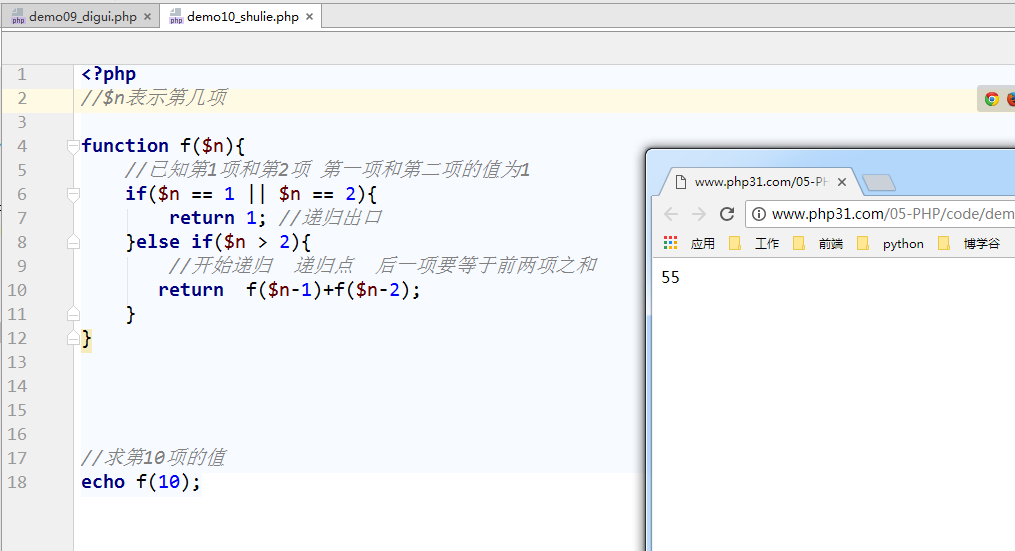 demo09_digui.php
demo10_shulie.php
1 <?php
2 //$n表示第几项
3
4 function f($n){
5 //已知第1项和第2项 第一项和第二项的值为1
6 if($n == 1 || $n == 2){
7 return 1; //递归出口
8 }else if($n > 2){
9 //开始递归 递归点 后一项要等于前两项之和
10 return f($n-1)+f($n-2);
11 }
12 }
13
14
15
16
17 //求第10项的值
18 echo f(10);
www.php31.com/05-PH
www.php31.com/05-PHP/code/dem
应用 工作 前端 python 博学谷
55